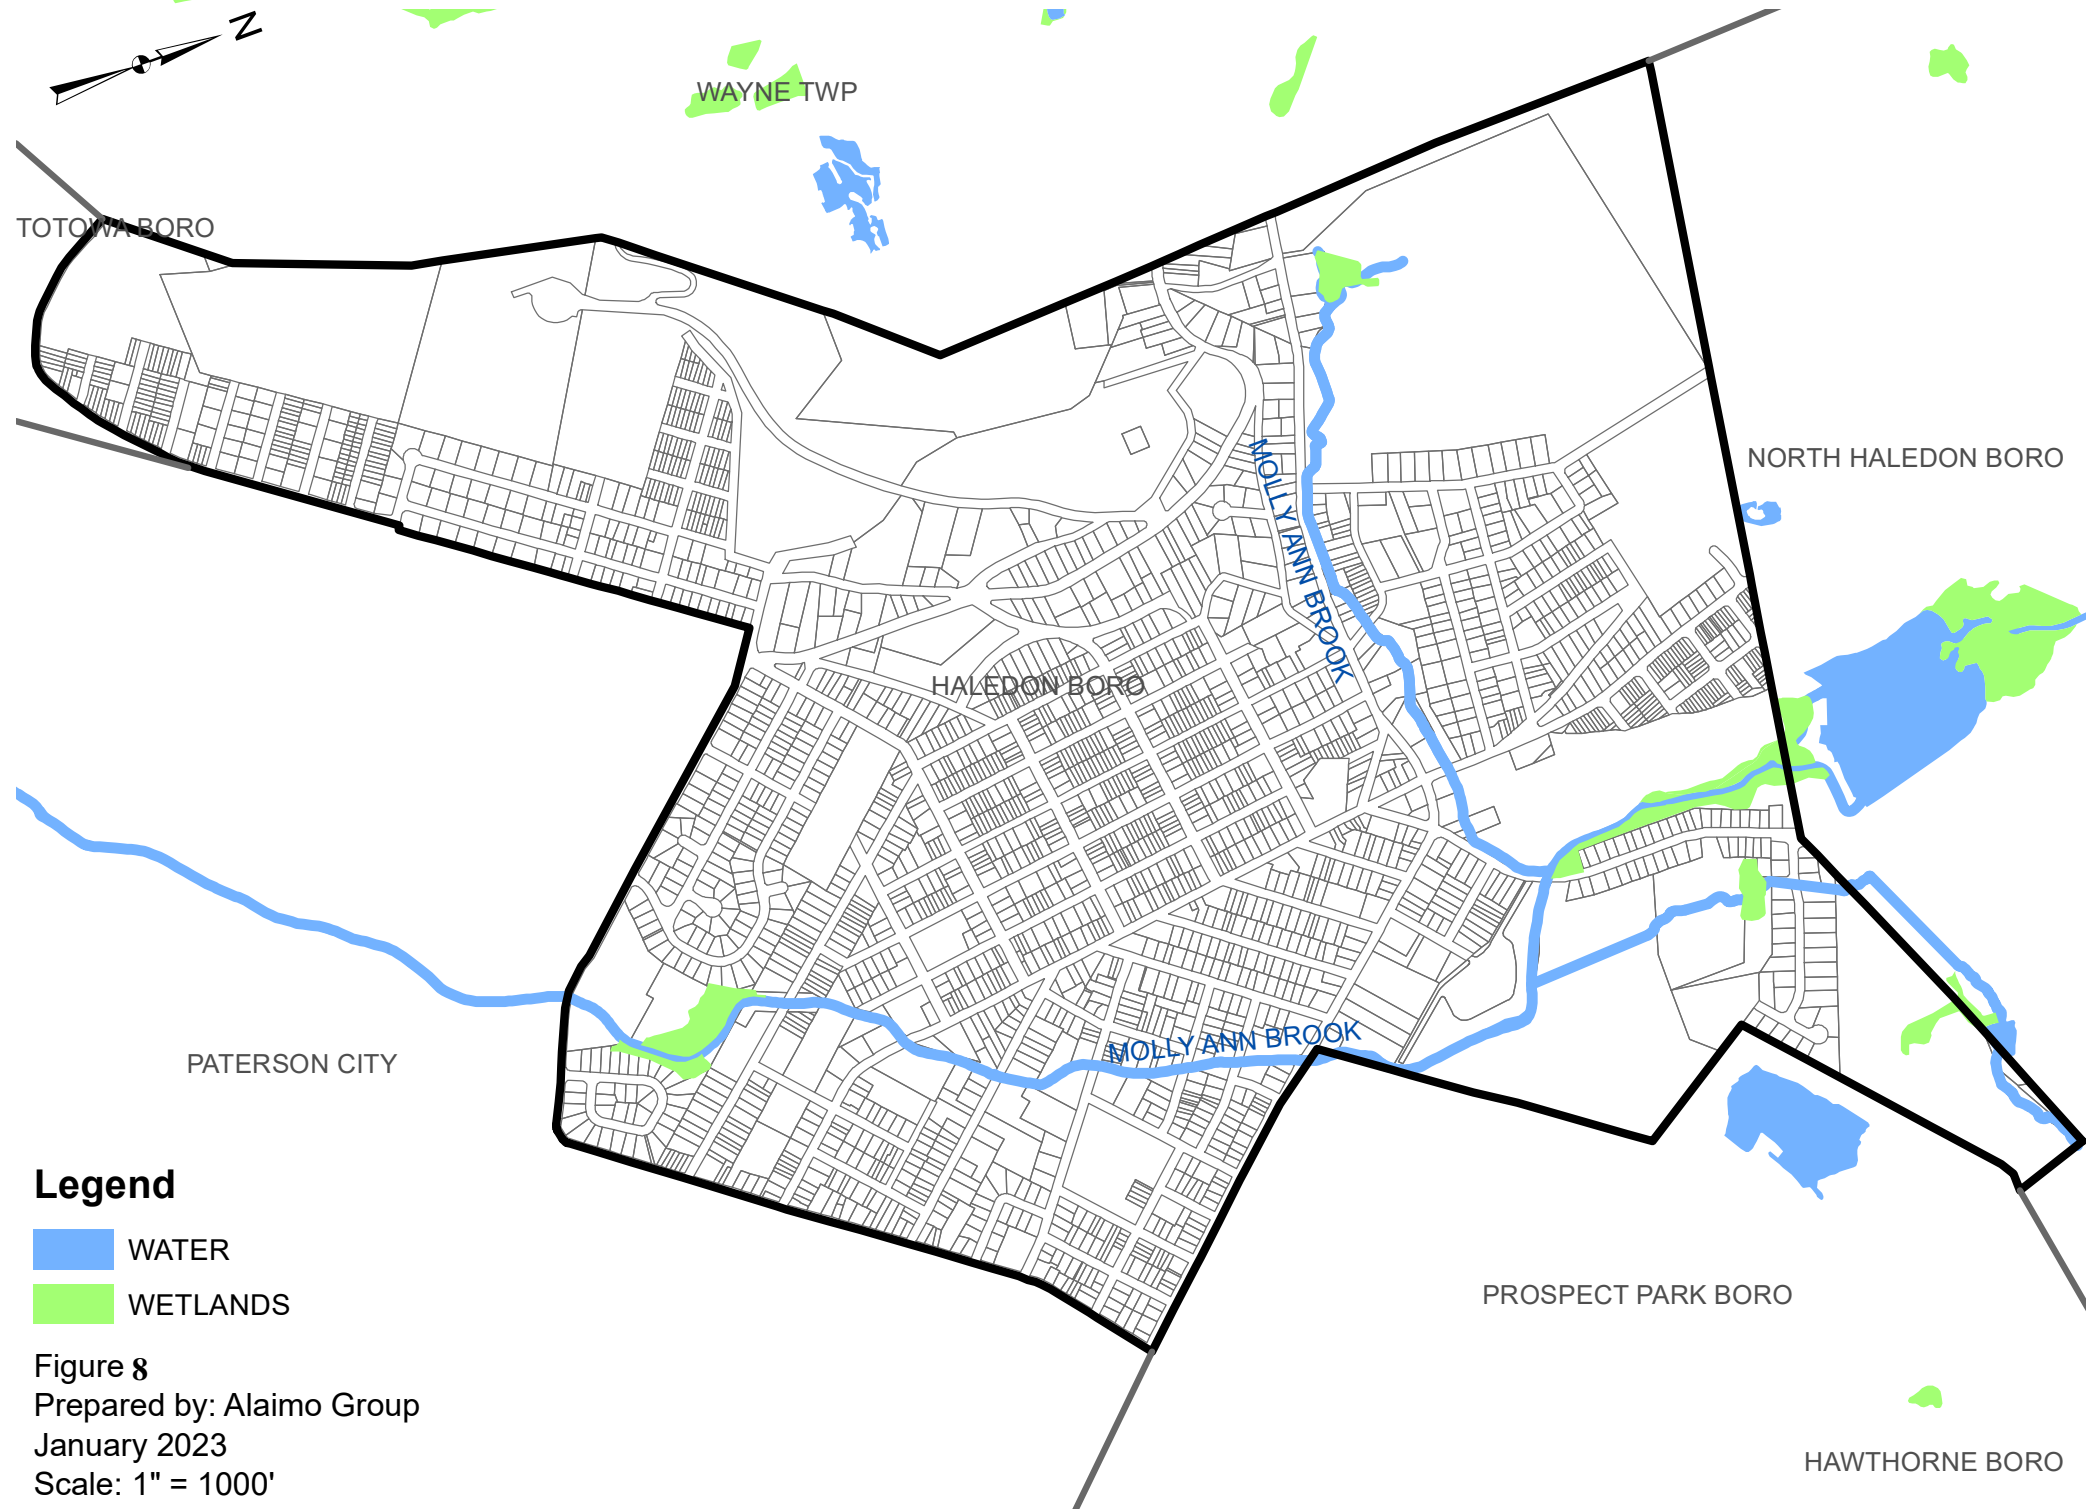 N
WAYNE TWP
TOTOWA BORO
NORTH HALEDON BORO
MOLLY ANN BROOK
HALEDON BORO
MOLLY ANN BROOK
PATERSON CITY
PROSPECT PARK BORO
HAWTHORNE BORO
Legend
WATER
WETLANDS
Figure 8
Prepared by: Alaimo Group
January 2023
Scale: 1" = 1000'